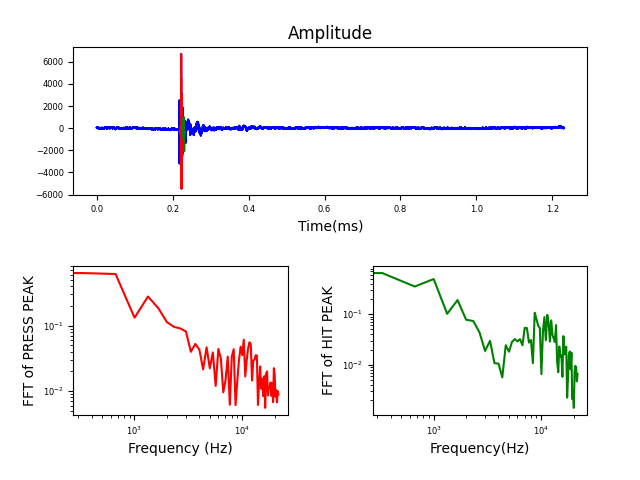 Amplitude
6000
4000
2000
0
−2000
−4000
−6000
0.0 0.2 0.4 0.6 0.8 1.0 1.2
Time(ms)
FFT of PRESS PEAK
10⁻¹
10⁻²
10³ 10⁴
Frequency (Hz)
FFT of HIT PEAK
10⁻¹
10⁻²
10³ 10⁴
Frequency(Hz)